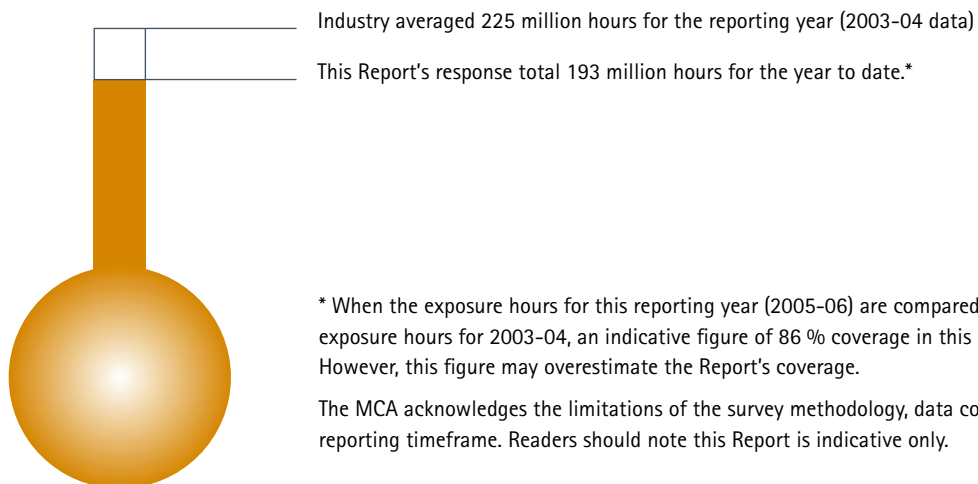 Industry averaged 225 million hours for the reporting year (2003-04 data)
This Report's response total 193 million hours for the year to date.*
* When the exposure hours for this reporting year (2005-06) are compared
exposure hours for 2003-04, an indicative figure of 86 % coverage in this
However, this figure may overestimate the Report's coverage.
The MCA acknowledges the limitations of the survey methodology, data co
reporting timeframe. Readers should note this Report is indicative only.